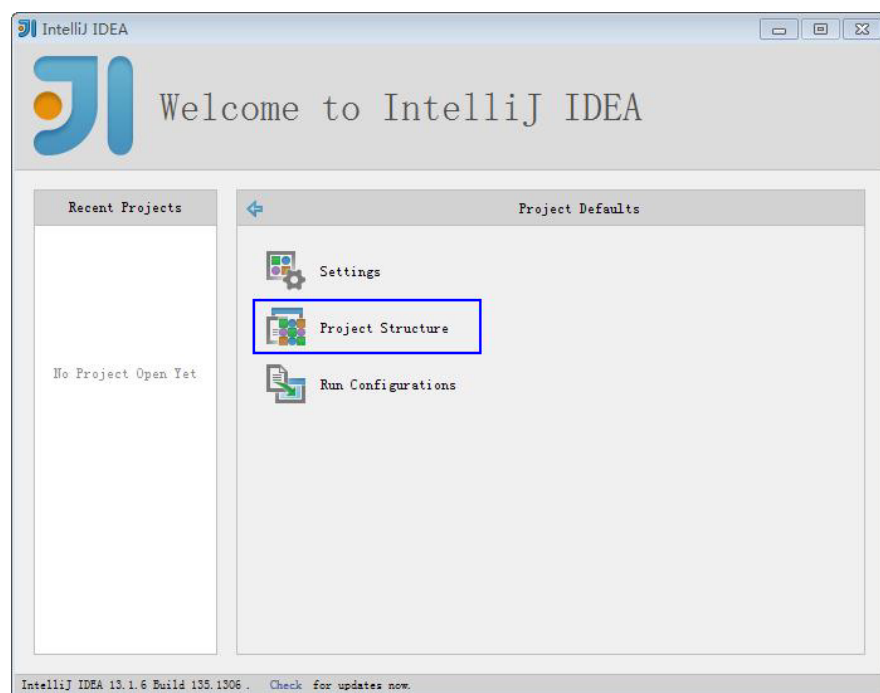 IntelliJ IDEA
Welcome to IntelliJ IDEA
Recent Projects
Project Defaults
Settings
Project Structure
No Project Open Yet
Run Configurations
IntelliJ IDEA 13.1.6 Build 135.1306 . Check for updates now.